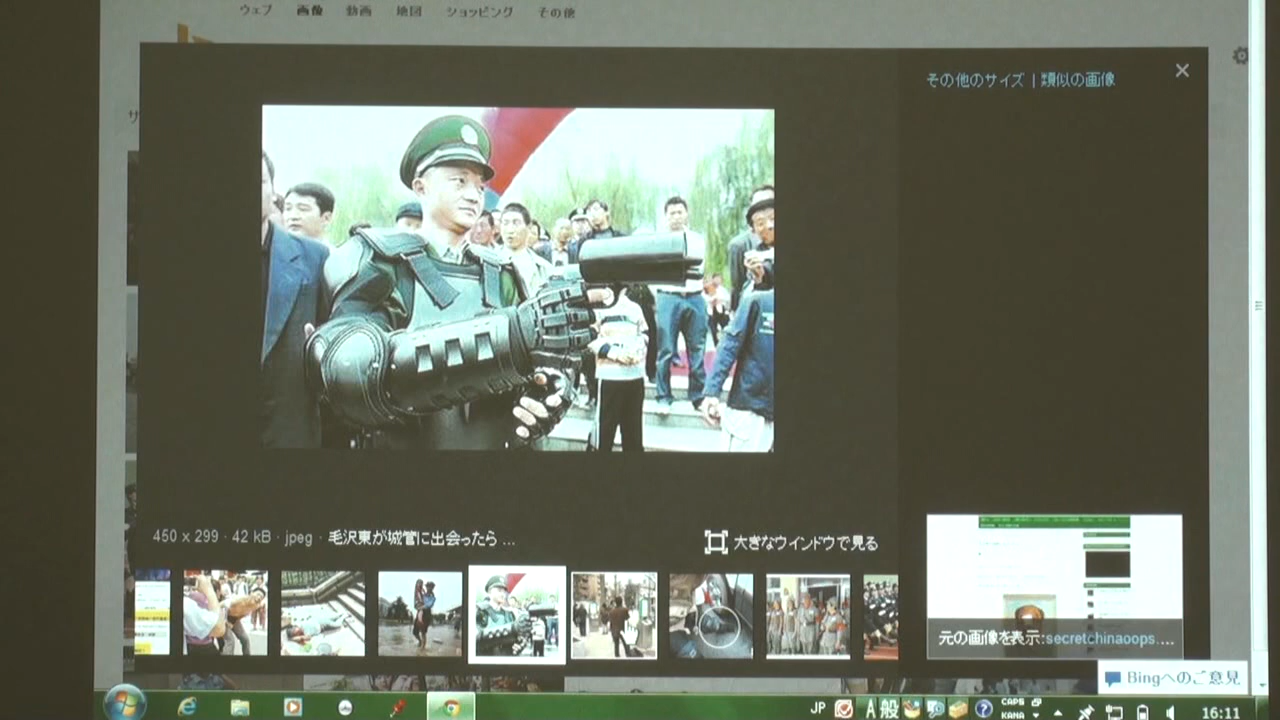 ウェブ 画像 動画 地図 ショッピング その他
その他のサイズ | 類似の画像
サ
450 x 299 · 42 kB · jpeg · 毛沢東が城管に出会ったら ...
大きなウインドウで見る
元の画像を表示:secretchinaoops....
Bingへのご意見
JP A 般 CAPS
KANA
16:11